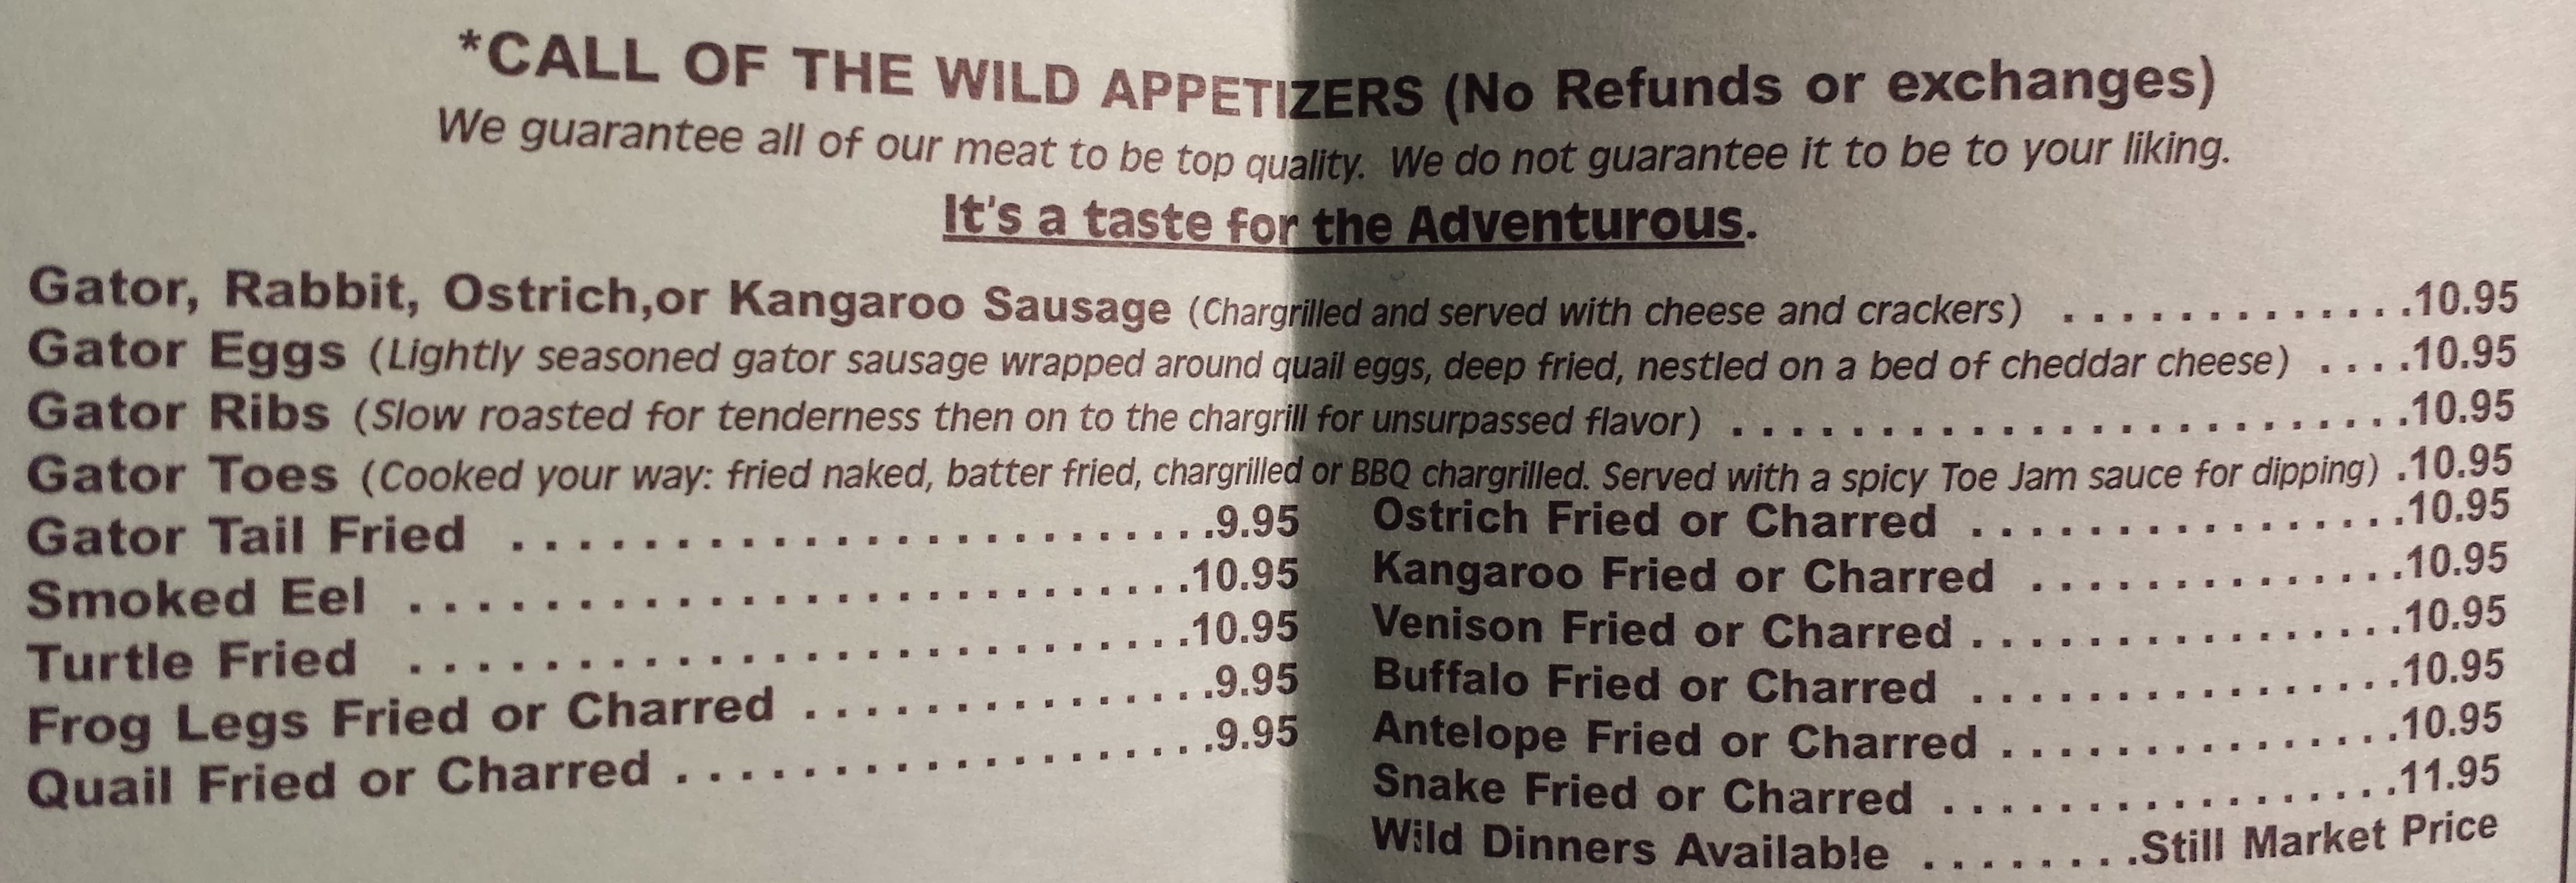 *CALL OF THE WILD APPETIZERS (No Refunds or exchanges)
We guarantee all of our meat to be top quality. We do not guarantee it to be to your liking.
It's a taste for the Adventurous.
Gator, Rabbit, Ostrich,or Kangaroo Sausage (Chargrilled and served with cheese and crackers) . . . . . . . . . . . . .10.95
Gator Eggs (Lightly seasoned gator sausage wrapped around quail eggs, deep fried, nestled on a bed of cheddar cheese) . . . .10.95
Gator Ribs (Slow roasted for tenderness then on to the chargrill for unsurpassed flavor) . . . . . . . . . . . . . . . . . . . . . . .10.95
Gator Toes (Cooked your way: fried naked, batter fried, chargrilled or BBQ chargrilled. Served with a spicy Toe Jam sauce for dipping) .10.95
Gator Tail Fried . . . . . . . . . . . . . . . . . . . . . .9.95
Smoked Eel . . . . . . . . . . . . . . . . . . . . . . . .10.95
Turtle Fried . . . . . . . . . . . . . . . . . . . . . . . .10.95
Frog Legs Fried or Charred . . . . . . . . . . . . . .9.95
Quail Fried or Charred . . . . . . . . . . . . . . . . . .9.95
Ostrich Fried or Charred . . . . . . . . . . . . . . . .10.95
Kangaroo Fried or Charred . . . . . . . . . . . . . .10.95
Venison Fried or Charred . . . . . . . . . . . . . . . .10.95
Buffalo Fried or Charred . . . . . . . . . . . . . . . .10.95
Antelope Fried or Charred . . . . . . . . . . . . . . .10.95
Snake Fried or Charred . . . . . . . . . . . . . . . . .11.95
Wild Dinners Available . . . . . . . .Still Market Price